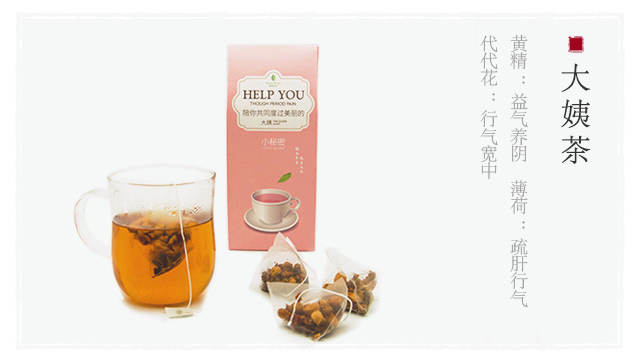 大姨茶
黄精：益气养阴 薄荷：疏肝行气
代代花：行气宽中
HELP YOU
THOUGH PERIOD PAIN
陪你共同度过美丽的
大姨
小秘密